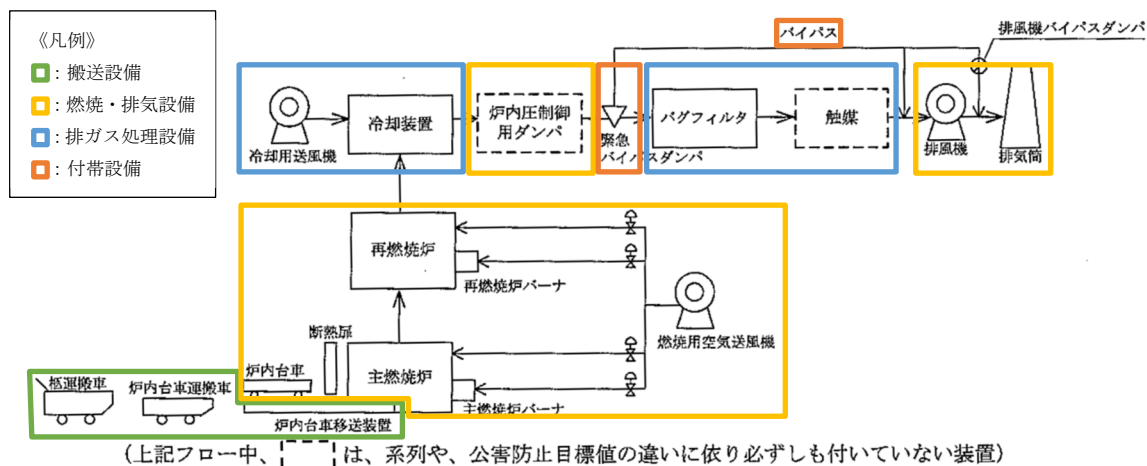 《凡例》
：搬送設備
：燃焼・排気設備
：排ガス処理設備
：付帯設備
バイパス
排風機バイパスダンパ
冷却用送風機
冷却装置
炉内圧制御
用ダンパ
緊急
バイパスダンパ
バグフィルタ
触媒
排風機
排気筒
再燃焼炉
再燃焼炉バーナ
燃焼用空気送風機
断熱扉
主燃焼炉
主燃焼炉バーナ
炉内台車
柩運搬車
炉内台車運搬車
炉内台車移送装置
(上記フロー中、 は、系列や、公害防止目標値の違いに依り必ずしも付いていない装置)